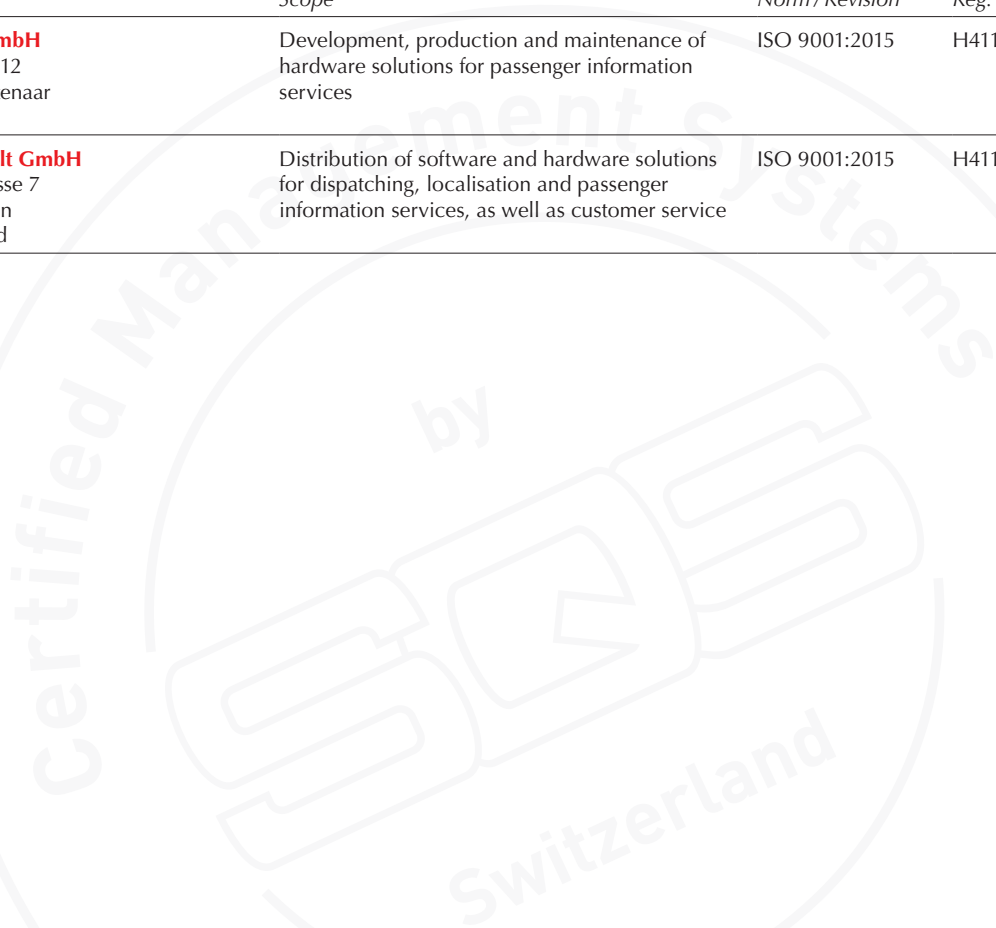 Scope Norm / Revision Reg.
mbH Development, production and maintenance of ISO 9001:2015 H411
12 hardware solutions for passenger information
enaar services
lt GmbH Distribution of software and hardware solutions ISO 9001:2015 H411
sse 7 for dispatching, localisation and passenger
n information services, as well as customer service
d
Certified Management Systems
by
SQS
Switzerland